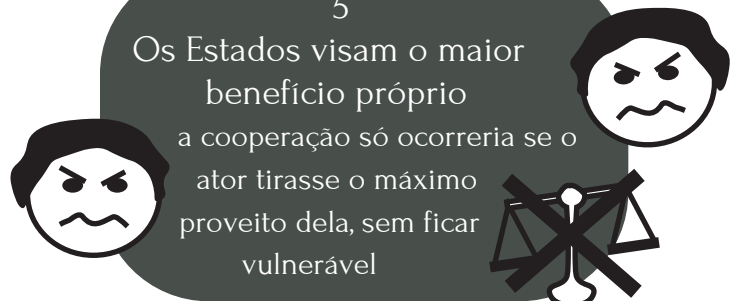 5
Os Estados visam o maior
benefício próprio
a cooperação só ocorreria se o
ator tirasse o máximo
proveito dela, sem ficar
vulnerável